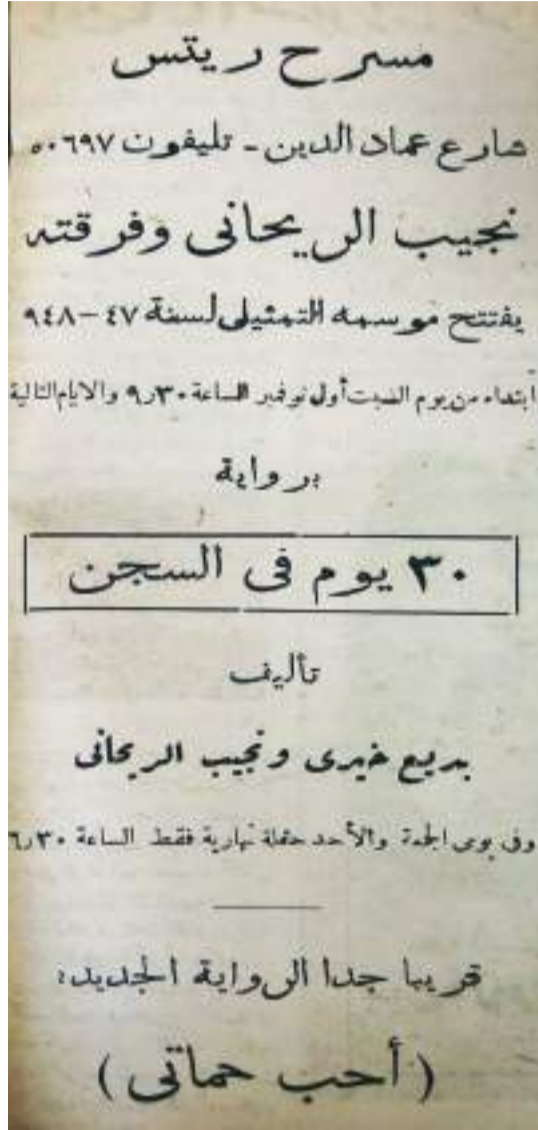 مسرح ريتس
شارع عماد الدين - تليفون ٥٠٦٩٧
نجيب الريحانى وفرقته
يفتتح موسمه التمثيلى لسنة ٤٧ - ٩٤٨
ابتداء من يوم السبت أول نوفمبر الساعة ٩٫٣٠ والايام التالية
برواية
٣٠ يوم فى السجن
تأليف
بديع خيرى ونجيب الريحانى
وفى يومى الجمعة والأحد حفلة نهارية فقط الساعة ٦٫٣٠
قريبا جدا الرواية الجديدة
( أحب حماتى )